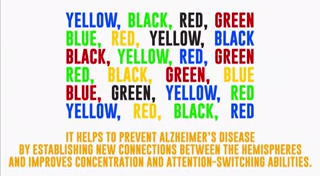 YELLOW, BLACK, RED, GREEN
BLUE, RED, YELLOW, BLACK
BLACK, YELLOW, RED, GREEN
RED, BLACK, GREEN, BLUE
BLUE, GREEN, YELLOW, RED
YELLOW, RED, BLACK, RED
IT HELPS TO PREVENT ALZHEIMER'S DISEASE
BY ESTABLISHING NEW CONNECTIONS BETWEEN THE HEMISPHERES
AND IMPROVES CONCENTRATION AND ATTENTION-SWITCHING ABILITIES.